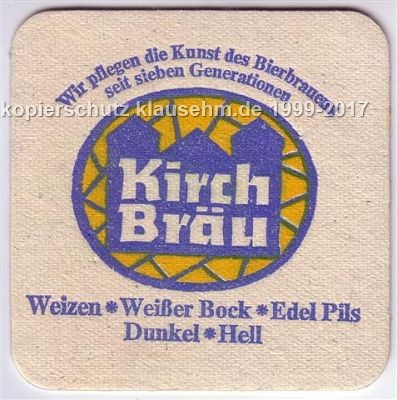 Wir pflegen die Kunst des Bierbrauens
seit sieben Generationen
kopierschutz klausehm.de 1999-2017
Kirch
Bräu
Weizen * Weißer Bock * Edel Pils
Dunkel * Hell